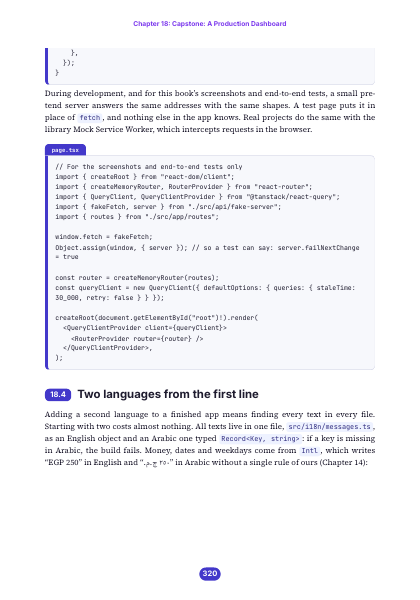 Chapter 18: Capstone: A Production Dashboard
},
});
}
During development, and for this book's screenshots and end-to-end tests, a small pre-
tend server answers the same addresses with the same shapes. A test page puts it in
place of fetch, and nothing else in the app knows. Real projects do the same with the
library Mock Service Worker, which intercepts requests in the browser.
page.tsx
// For the screenshots and end-to-end tests only
import { createRoot } from "react-dom/client";
import { createMemoryRouter, RouterProvider } from "react-router";
import { QueryClient, QueryClientProvider } from "@tanstack/react-query";
import { fakeFetch, server } from "./src/api/fake-server";
import { routes } from "./src/app/routes";
window.fetch = fakeFetch;
Object.assign(window, { server }); // so a test can say: server.failNextChange
= true
const router = createMemoryRouter(routes);
const queryClient = new QueryClient({ defaultOptions: { queries: { staleTime:
30_000, retry: false } } });
createRoot(document.getElementById("root")!).render(
<QueryClientProvider client={queryClient}>
<RouterProvider router={router} />
</QueryClientProvider>,
);
18.4 Two languages from the first line
Adding a second language to a finished app means finding every text in every file.
Starting with two costs almost nothing. All texts live in one file, src/i18n/messages.ts,
as an English object and an Arabic one typed Record<Key, string>: if a key is missing
in Arabic, the build fails. Money, dates and weekdays come from Intl, which writes
"EGP 250" in English and "٢٥٠ ج.م." in Arabic without a single rule of ours (Chapter 14):
320